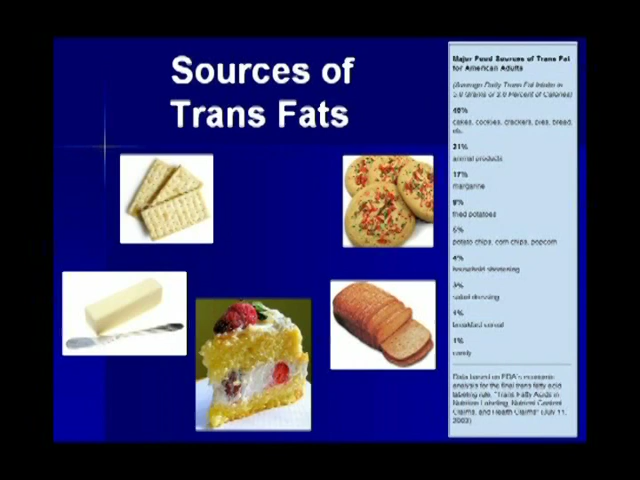 Sources of
Trans Fats
Major Food Sources of Trans Fat
for American Adults
(Average Daily Trans Fat Intake is
5.8 Grams or 2.6 Percent of Calories)
40%
cakes, cookies, crackers, pies, bread,
etc.
21%
animal products
17%
margarine
8%
fried potatoes
5%
potato chips, corn chips, popcorn
4%
household shortening
3%
salad dressing
1%
breakfast cereal
1%
candy
Data based on FDA's economic
analysis for the final trans fatty acid
labeling rule, "Trans Fatty Acids in
Nutrition Labeling, Nutrient Content
Claims, and Health Claims" (July 11,
2003)